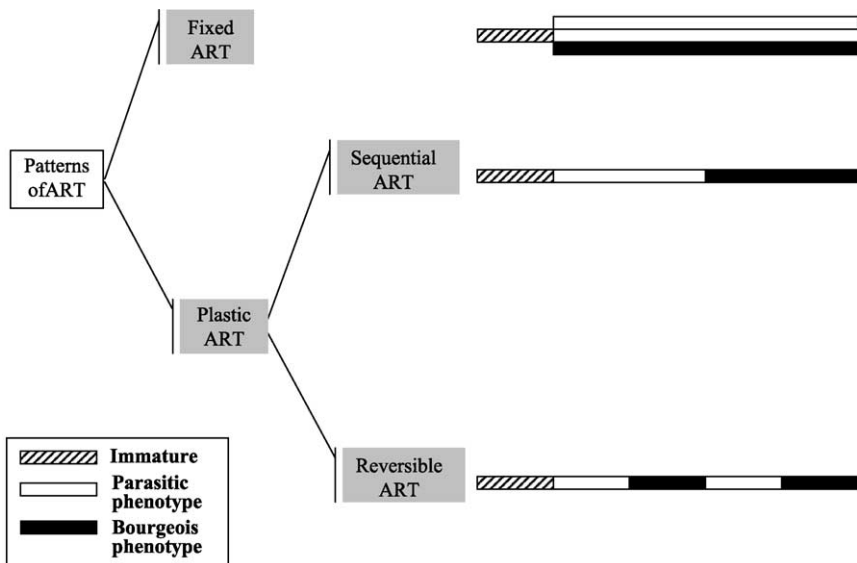 Fixed
ART
Patterns
ofART
Sequential
ART
Plastic
ART
Reversible
ART
Immature
Parasitic
phenotype
Bourgeois
phenotype